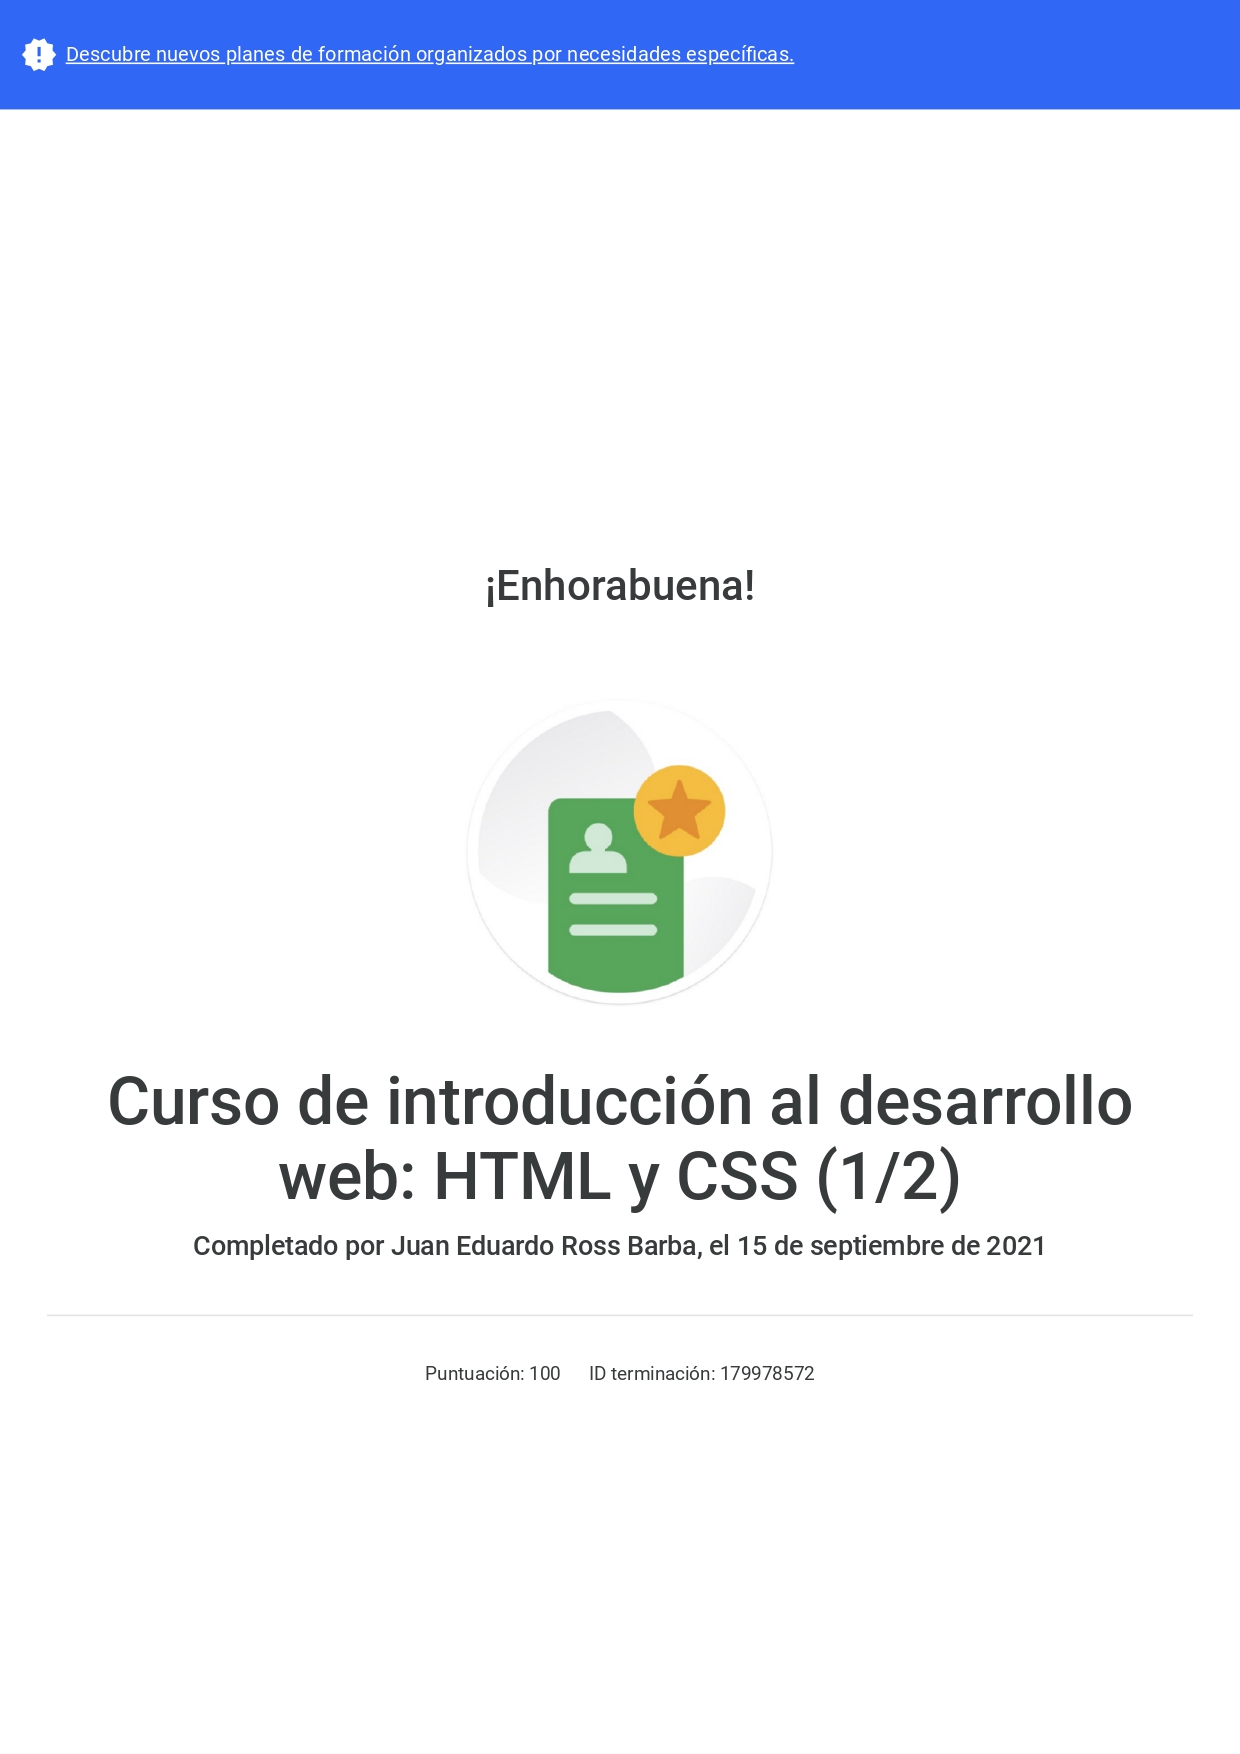 Descubre nuevos planes de formación organizados por necesidades específicas.
¡Enhorabuena!
Curso de introducción al desarrollo
web: HTML y CSS (1/2)
Completado por Juan Eduardo Ross Barba, el 15 de septiembre de 2021
Puntuación: 100 ID terminación: 179978572